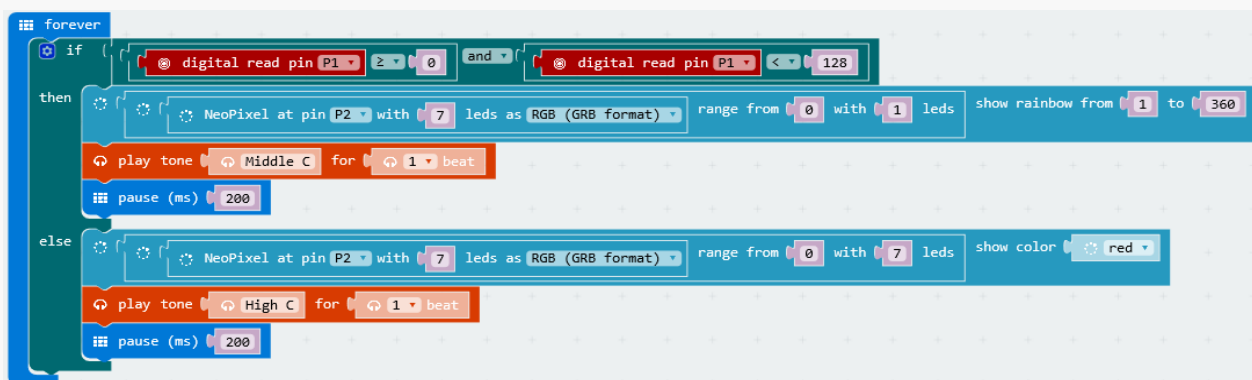 forever
if digital read pin P1 ≥ 0 and digital read pin P1 < 128
then NeoPixel at pin P2 with 7 leds as RGB (GRB format) range from 0 with 1 leds show rainbow from 1 to 360
play tone Middle C for 1 beat
pause (ms) 200
else NeoPixel at pin P2 with 7 leds as RGB (GRB format) range from 0 with 7 leds show color red
play tone High C for 1 beat
pause (ms) 200